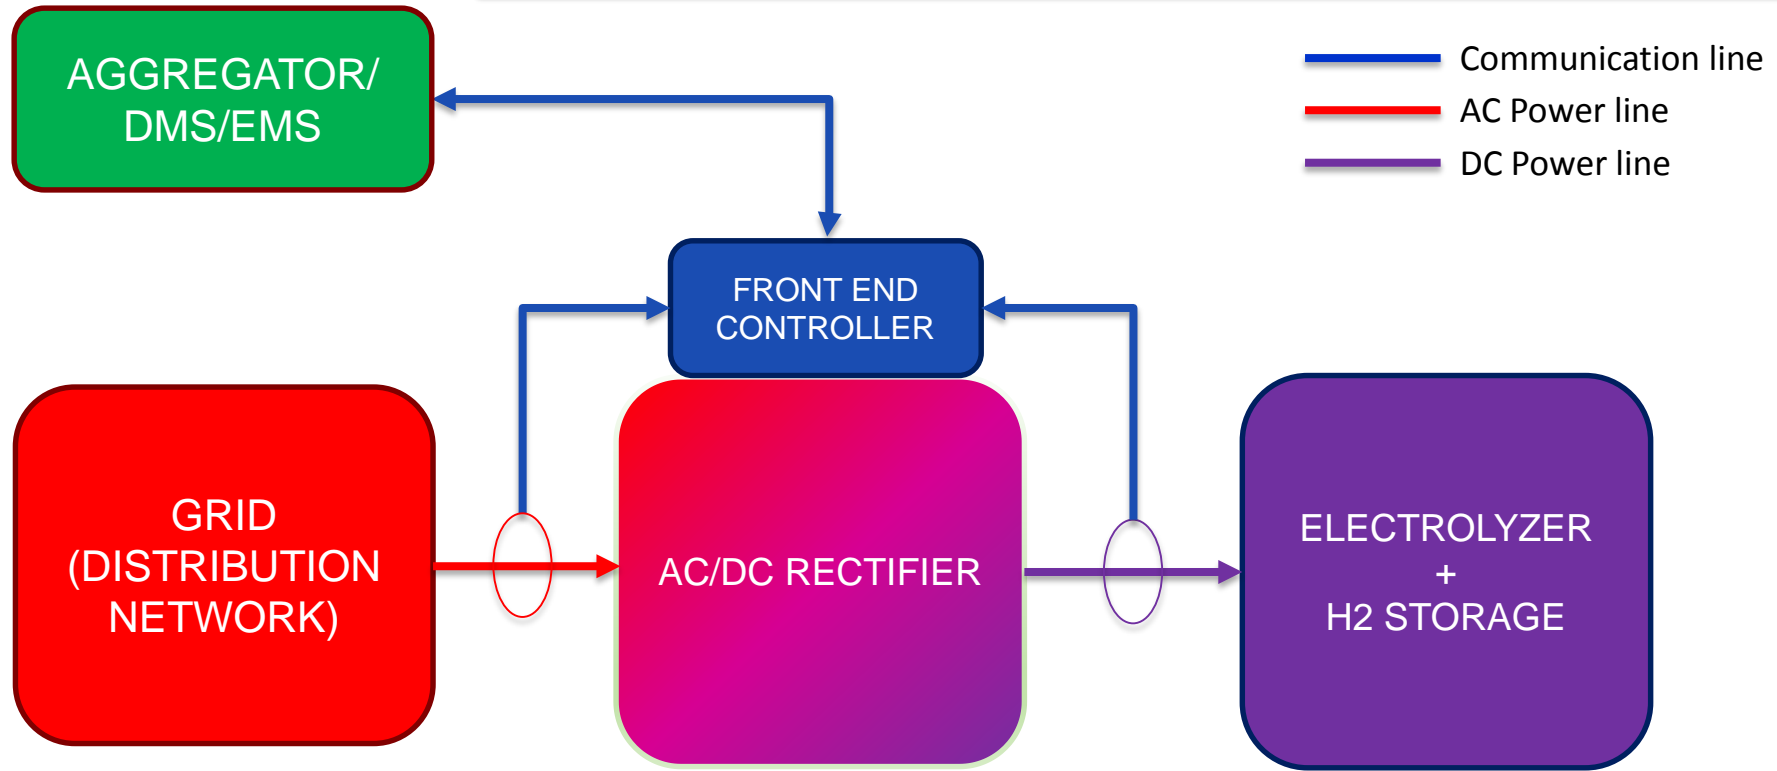 AGGREGATOR/
DMS/EMS
Communication line
AC Power line
DC Power line
FRONT END
CONTROLLER
GRID
(DISTRIBUTION
NETWORK)
AC/DC RECTIFIER
ELECTROLYZER
+
H2 STORAGE